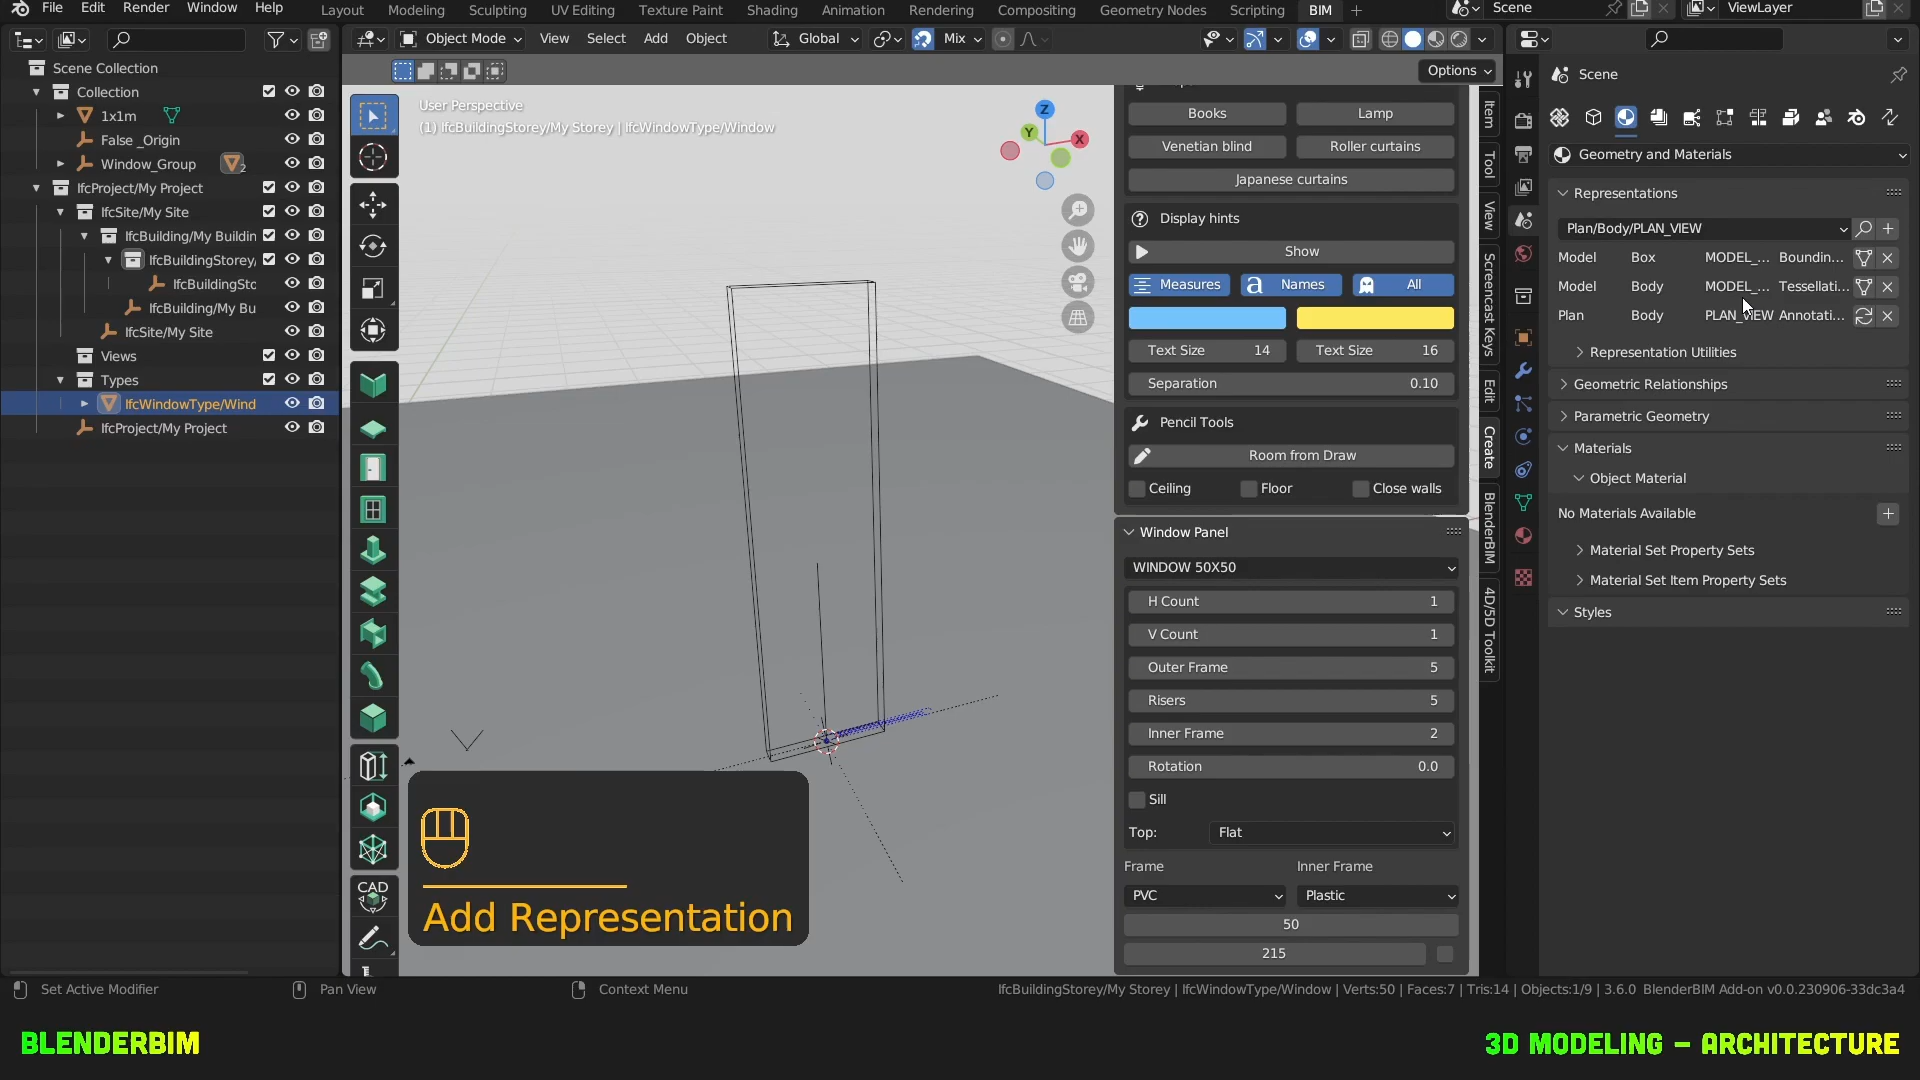 File Edit Render Window Help
Layout Modeling Sculpting UV Editing Texture Paint Shading Animation Rendering Compositing Geometry Nodes Scripting BIM
Scene
ViewLayer
Object Mode View Select Add Object
Global
Mix
Options
Scene Collection
Collection
1x1m
False _Origin
Window_Group
2
IfcProject/My Project
IfcSite/My Site
IfcBuilding/My Buildin
IfcBuildingStorey/
IfcBuildingSto
IfcBuilding/My Bu
IfcSite/My Site
Views
Types
IfcWindowType/Wind
IfcProject/My Project
User Perspective
(1) IfcBuildingStorey/My Storey | IfcWindowType/Window
Z
Y
X
CAD
Add Representation
Books Lamp
Venetian blind Roller curtains
Japanese curtains
Display hints
Show
Measures
a Names
All
Text Size 14
Text Size 16
Separation 0.10
Pencil Tools
Room from Draw
Ceiling Floor Close walls
Window Panel
WINDOW 50X50
H Count 1
V Count 1
Outer Frame 5
Risers 5
Inner Frame 2
Rotation 0.0
Sill
Top: Flat
Frame Inner Frame
PVC Plastic
50
215
Item
Tool
View
Screencast Keys
Edit
Create
BlenderBIM
4D/5D Toolkit
Scene
Geometry and Materials
Representations
Plan/Body/PLAN_VIEW
Model Box MODEL_... Boundin...
Model Body MODEL_... Tessellati...
Plan Body PLAN_VIEW Annotati...
Representation Utilities
Geometric Relationships
Parametric Geometry
Materials
Object Material
No Materials Available
Material Set Property Sets
Material Set Item Property Sets
Styles
Set Active Modifier
Pan View
Context Menu
IfcBuildingStorey/My Storey | IfcWindowType/Window | Verts:50 | Faces:7 | Tris:14 | Objects:1/9 | 3.6.0 BlenderBIM Add-on v0.0.230906-33dc3a4
BLENDERBIM
3D MODELING - ARCHITECTURE